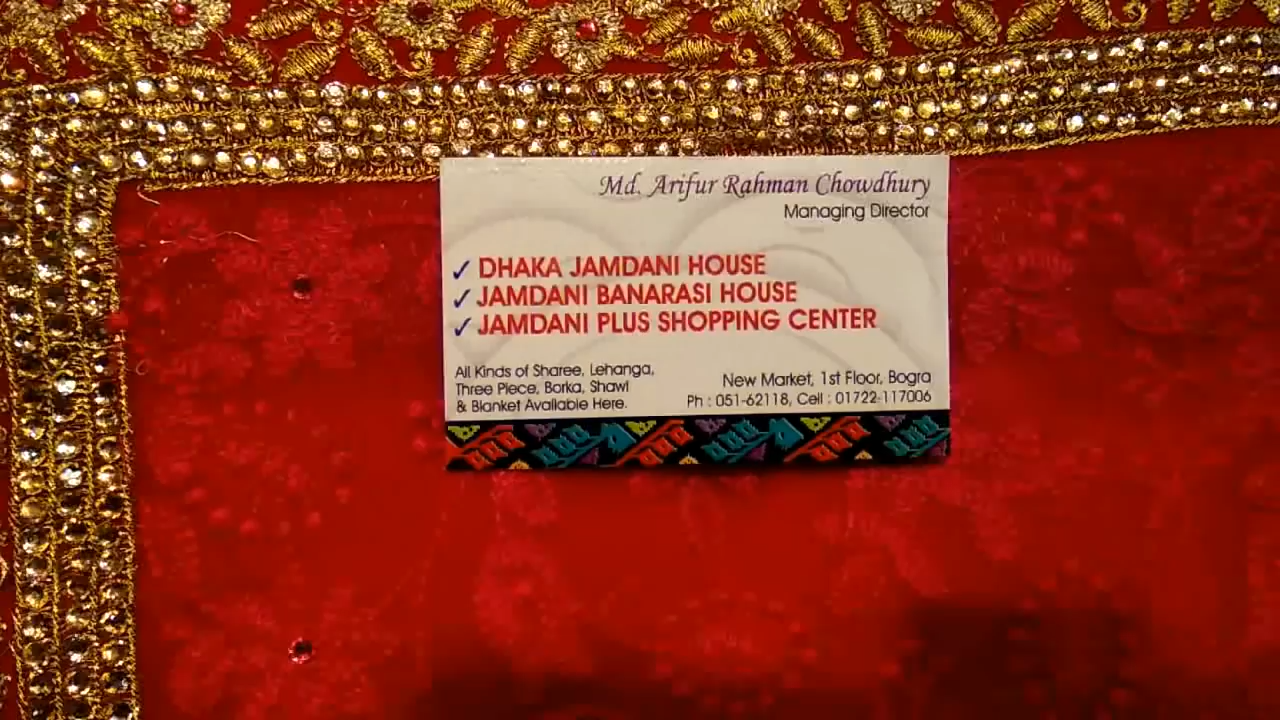 Md. Arifur Rahman Chowdhury
Managing Director
✓ DHAKA JAMDANI HOUSE
✓ JAMDANI BANARASI HOUSE
✓ JAMDANI PLUS SHOPPING CENTER
All Kinds of Sharee, Lehanga,
Three Piece, Borka, Shawl
& Blanket Available Here.
New Market, 1st Floor, Bogra
Ph : 051-62118, Cell : 01722-117006